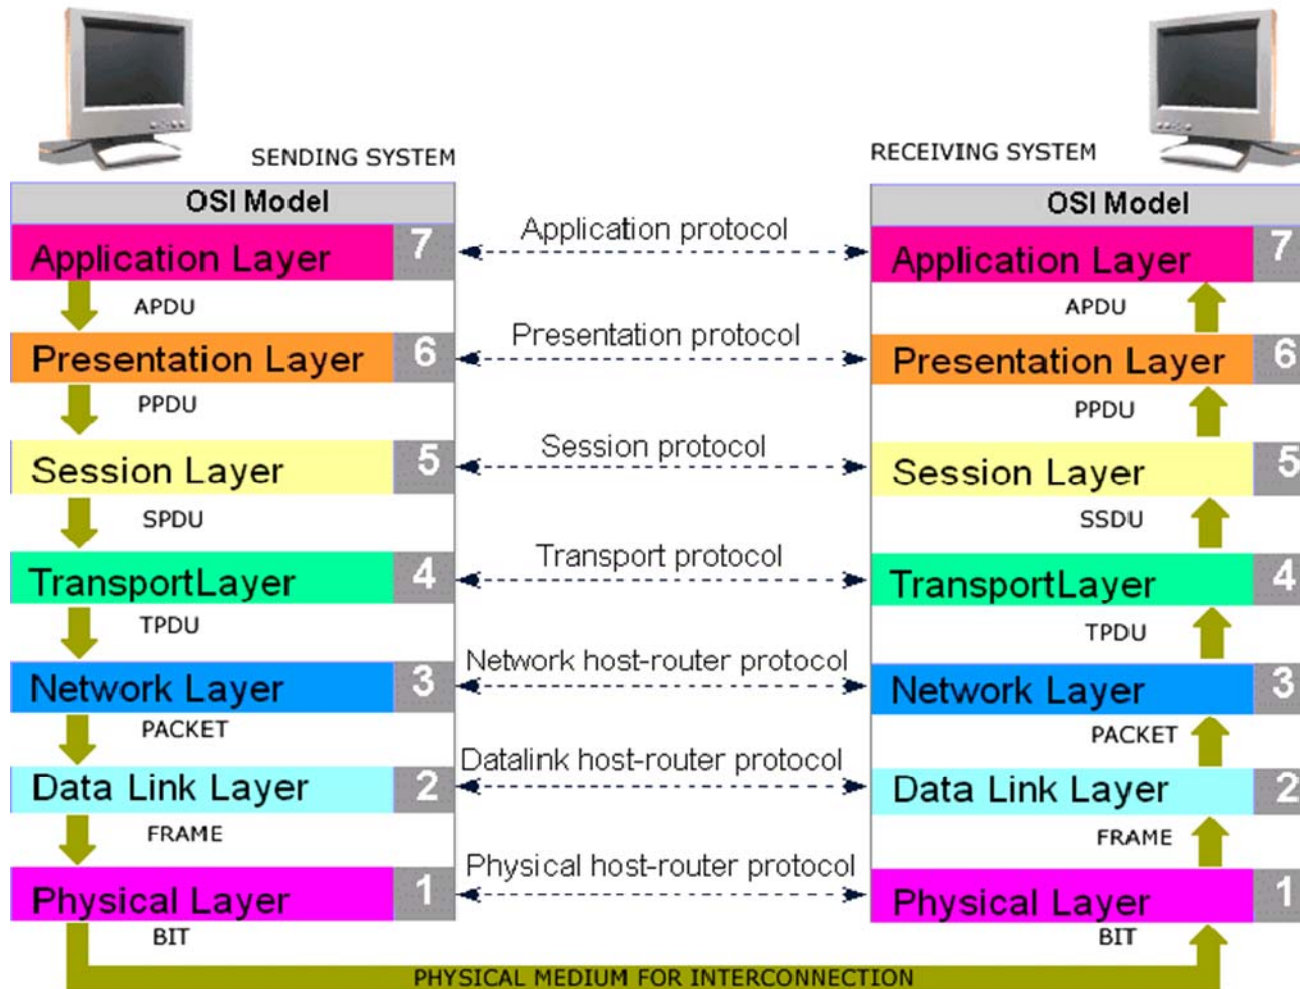 SENDING SYSTEM
RECEIVING SYSTEM
OSI Model
OSI Model
Application Layer 7
Application protocol
Application Layer 7
APDU
APDU
Presentation Layer 6
Presentation protocol
Presentation Layer 6
PPDU
PPDU
Session Layer 5
Session protocol
Session Layer 5
SPDU
SSDU
TransportLayer 4
Transport protocol
TransportLayer 4
TPDU
TPDU
Network Layer 3
Network host-router protocol
Network Layer 3
PACKET
PACKET
Data Link Layer 2
Datalink host-router protocol
Data Link Layer 2
FRAME
FRAME
Physical Layer 1
Physical host-router protocol
Physical Layer 1
BIT
BIT
PHYSICAL MEDIUM FOR INTERCONNECTION